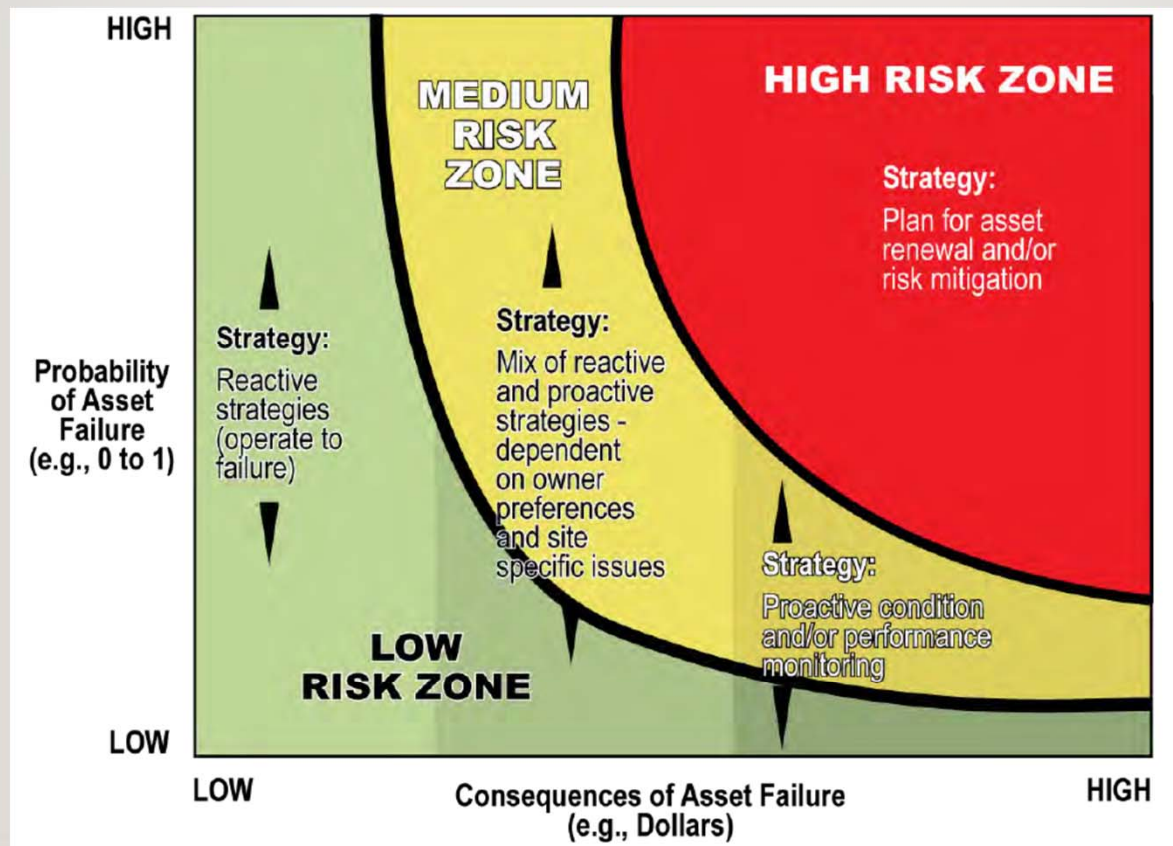 HIGH
MEDIUM
RISK
ZONE
HIGH RISK ZONE
Strategy:
Plan for asset
renewal and/or
risk mitigation
Strategy:
Reactive
strategies
(operate to
failure)
Strategy:
Mix of reactive
and proactive
strategies -
dependent
on owner
preferences
and site
specific issues
Strategy:
Proactive condition
and/or performance
monitoring
Probability
of Asset
Failure
(e.g., 0 to 1)
LOW
RISK ZONE
LOW
LOW
Consequences of Asset Failure
(e.g., Dollars)
HIGH